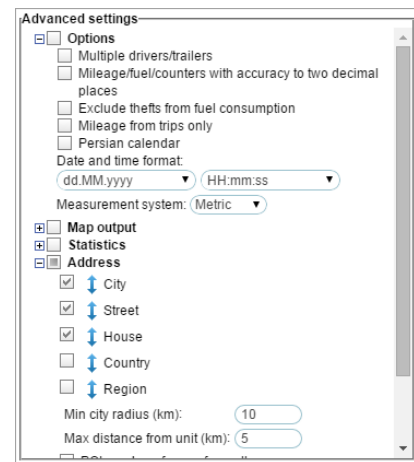 Advanced settings
Options
Multiple drivers/trailers
Mileage/fuel/counters with accuracy to two decimal
places
Exclude thefts from fuel consumption
Mileage from trips only
Persian calendar
Date and time format:
dd.MM.yyyy HH:mm:ss
Measurement system: Metric
Map output
Statistics
Address
City
Street
House
Country
Region
Min city radius (km): 10
Max distance from unit (km): 5